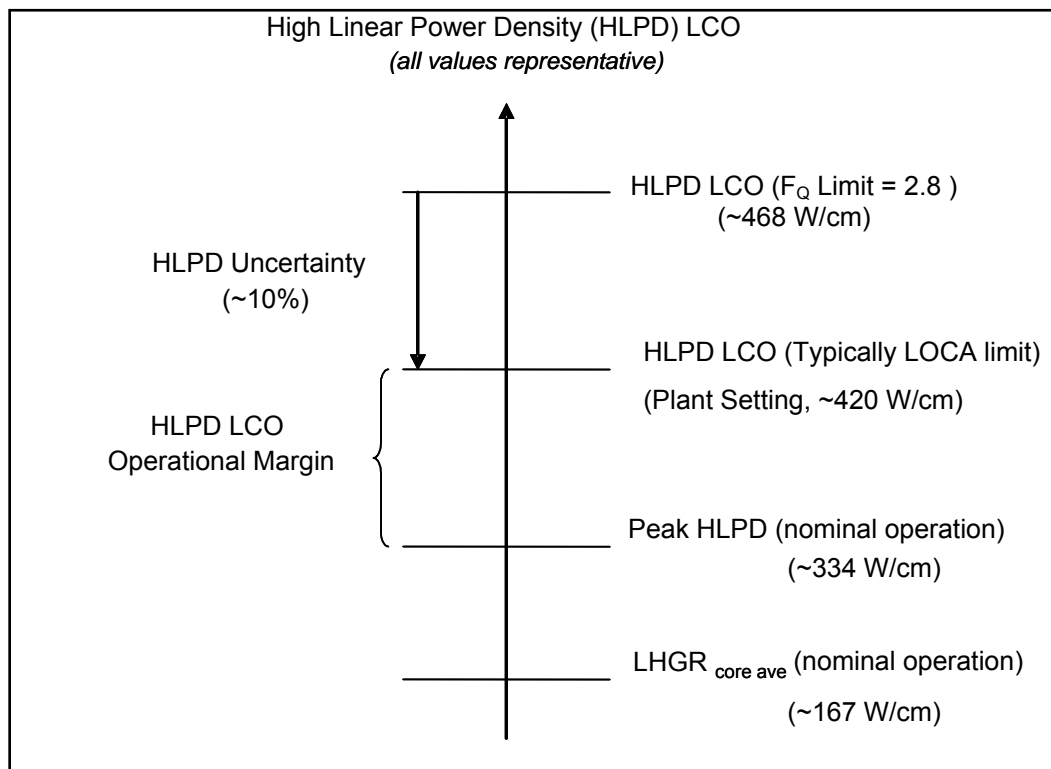 High Linear Power Density (HLPD) LCO
(all values representative)
HLPD LCO (FQ Limit = 2.8 )
(~468 W/cm)
HLPD Uncertainty
(~10%)
HLPD LCO (Typically LOCA limit)
(Plant Setting, ~420 W/cm)
HLPD LCO
Operational Margin
Peak HLPD (nominal operation)
(~334 W/cm)
LHGR core ave (nominal operation)
(~167 W/cm)